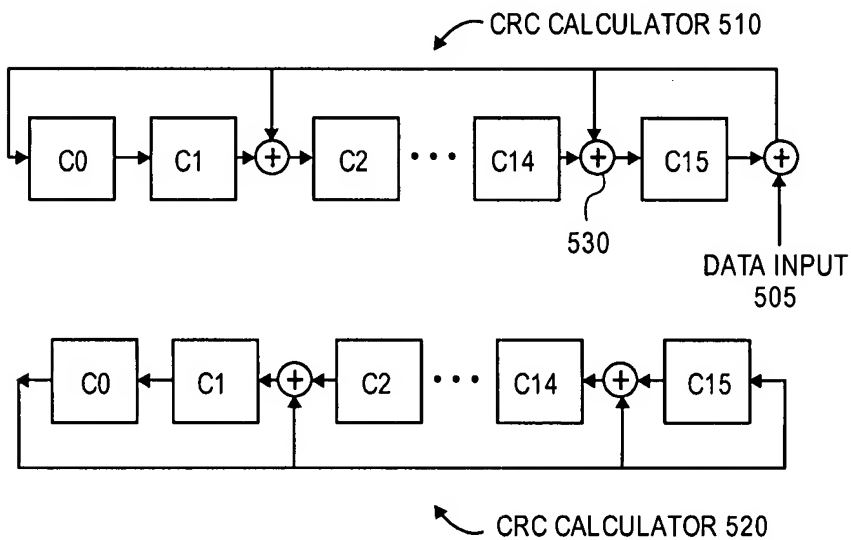 CRC CALCULATOR 510
C0 C1 + C2 ••• C14 + C15 +
530
DATA INPUT
505
C0 C1 + C2 ••• C14 + C15
CRC CALCULATOR 520